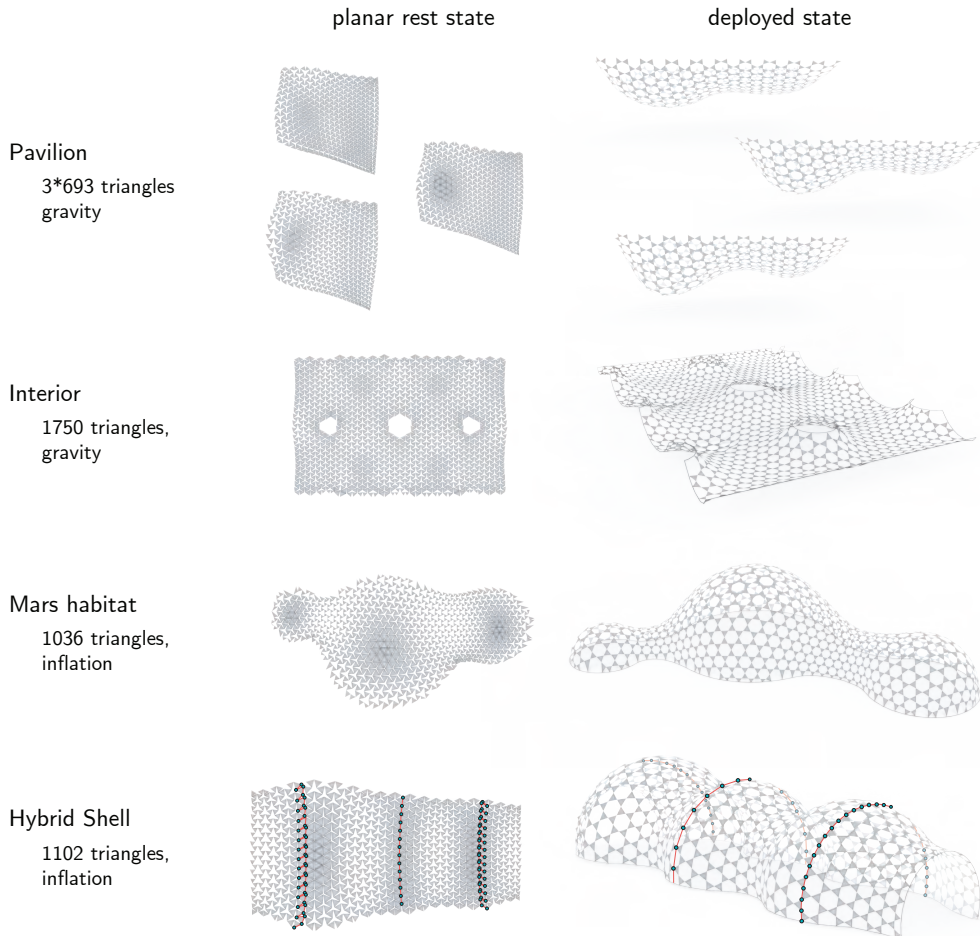 planar rest state
deployed state
Pavilion
3*693 triangles
gravity
Interior
1750 triangles,
gravity
Mars habitat
1036 triangles,
inflation
Hybrid Shell
1102 triangles,
inflation